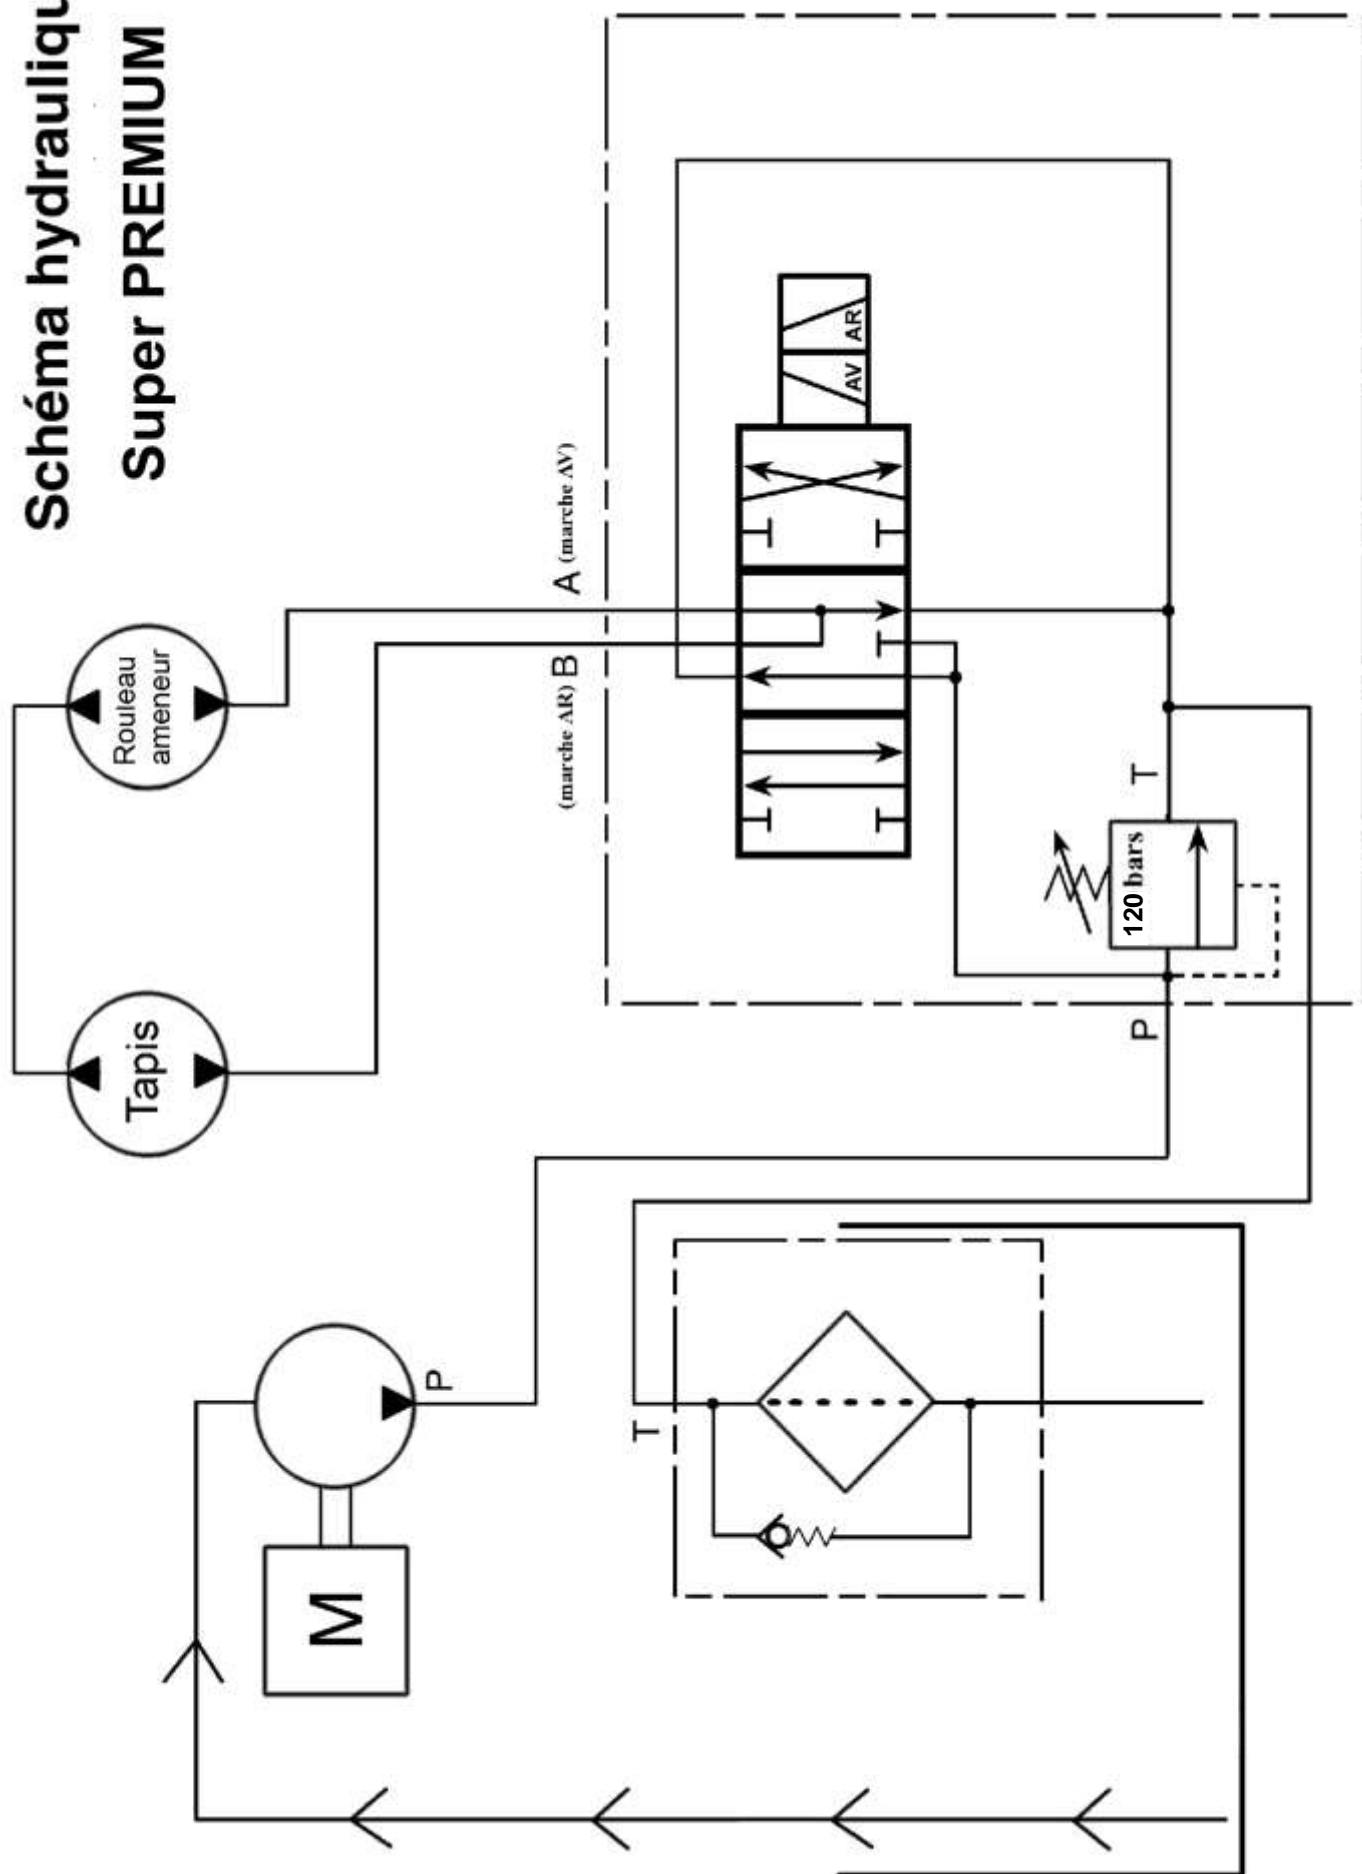 Schéma hydrauliqu
Super PREMIUM
Rouleau
ameneur
Tapis
A (marche AV)
(marche AR) B
AV
AR
T
120 bars
P
P
T
M